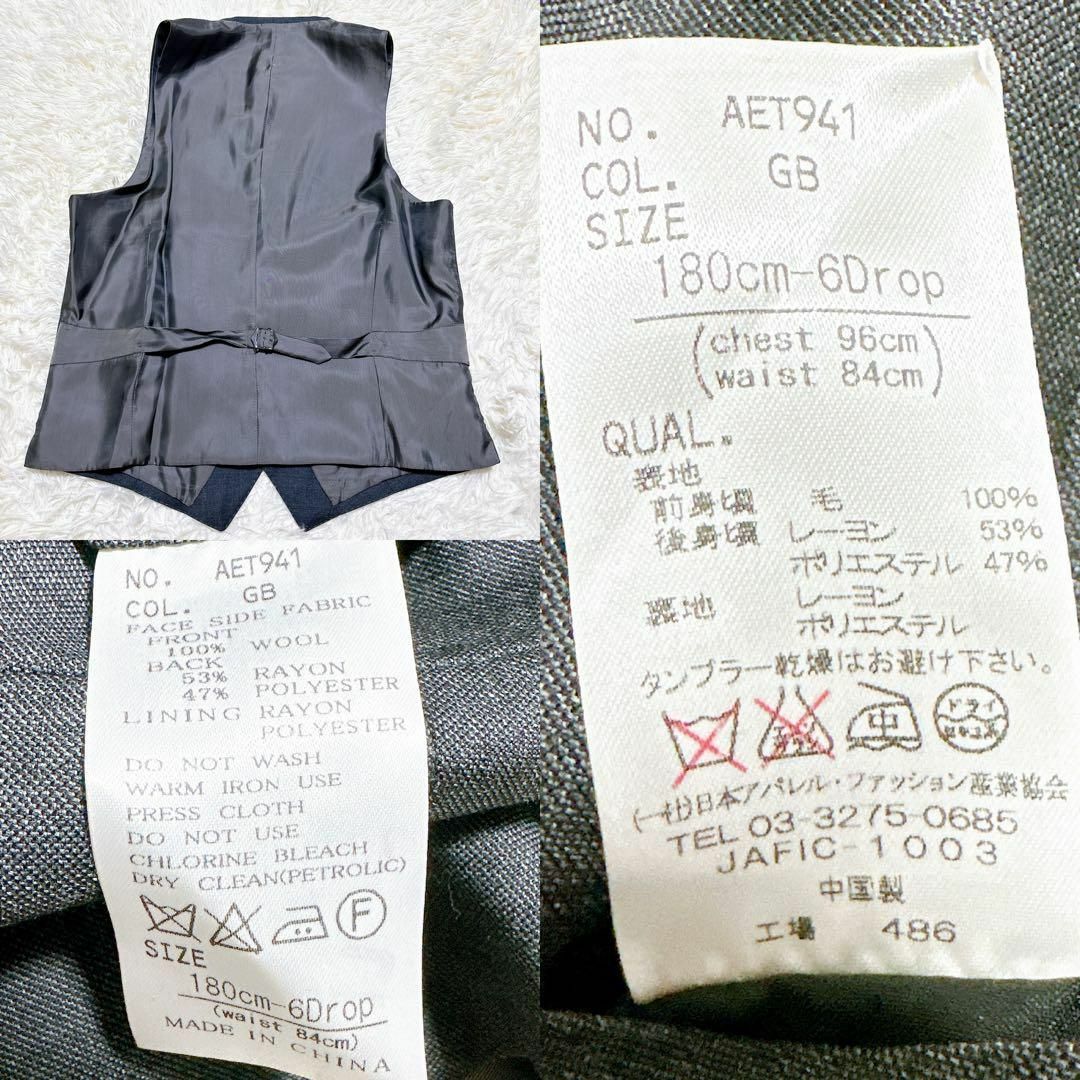 NO. AET941
COL. GB
SIZE
180cm-6Drop
(chest 96cm)
(waist 84cm)
QUAL.
表地
前身頃 毛 100%
後身頃 レーヨン 53%
ポリエステル 47%
裏地 レーヨン
ポリエステル
タンブラー乾燥はお避け下さい。
中 ドライ セキユ系
(一社)日本アパレル・ファッション産業協会
TEL 03-3275-0685
JAFIC-1003
中国製
工場 486
NO. AET941
COL. GB
FACE SIDE FABRIC
FRONT
100% WOOL
BACK
53% RAYON
47% POLYESTER
LINING RAYON
POLYESTER
DO NOT WASH
WARM IRON USE
PRESS CLOTH
DO NOT USE
CHLORINE BLEACH
DRY CLEAN(PETROLIC)
F
SIZE
180cm-6Drop
(waist 84cm)
MADE IN CHINA